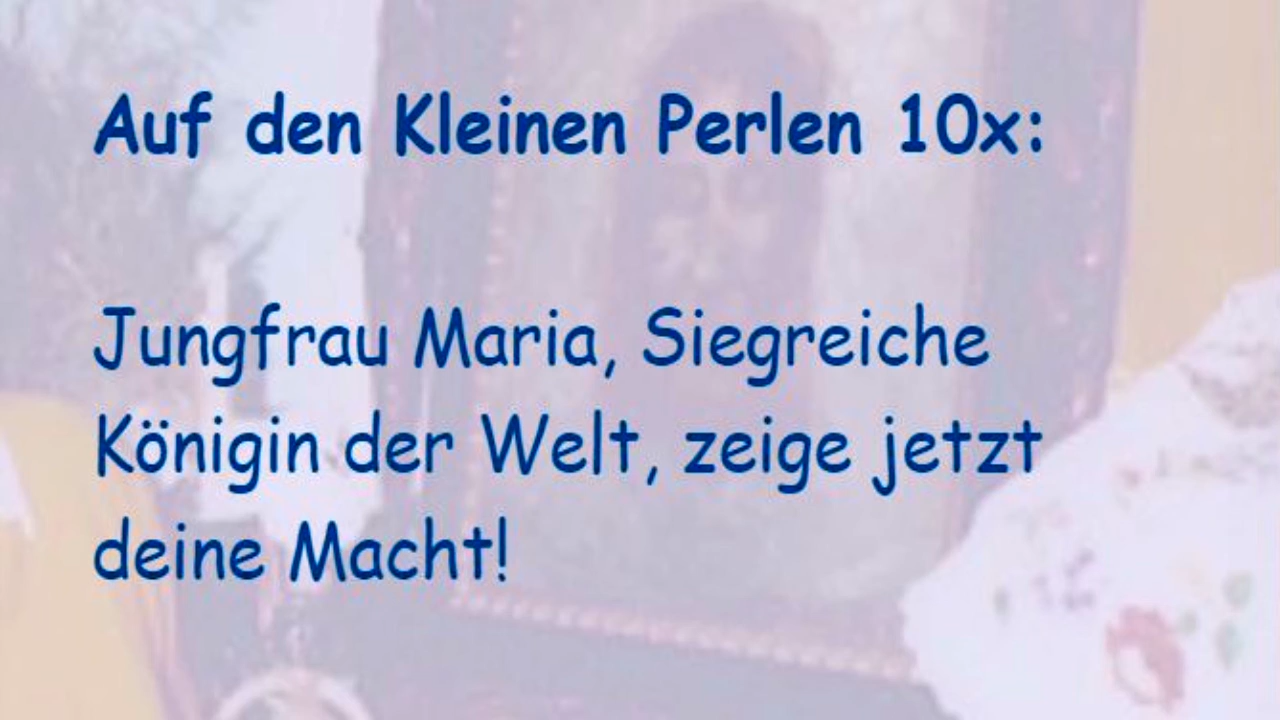 Auf den Kleinen Perlen 10x:
Jungfrau Maria, Siegreiche
Königin der Welt, zeige jetzt
deine Macht!